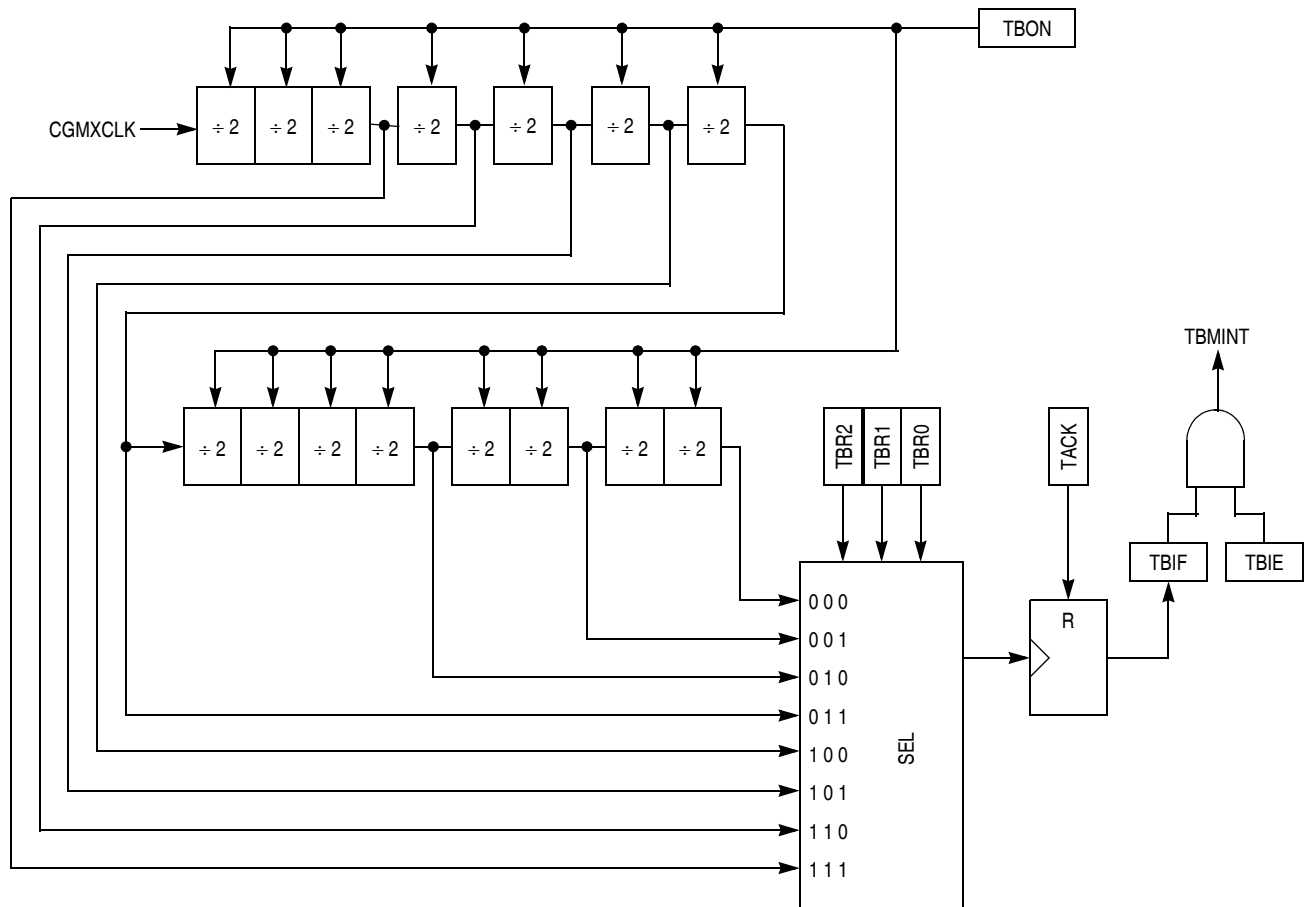 TBON
CGMXCLK
÷ 2
÷ 2
÷ 2
÷ 2
÷ 2
÷ 2
÷ 2
TBMINT
÷ 2
÷ 2
÷ 2
÷ 2
÷ 2
÷ 2
÷ 2
÷ 2
TBR2
TBR1
TBR0
TACK
TBIF
TBIE
R
SEL
0 0 0
0 0 1
0 1 0
0 1 1
1 0 0
1 0 1
1 1 0
1 1 1